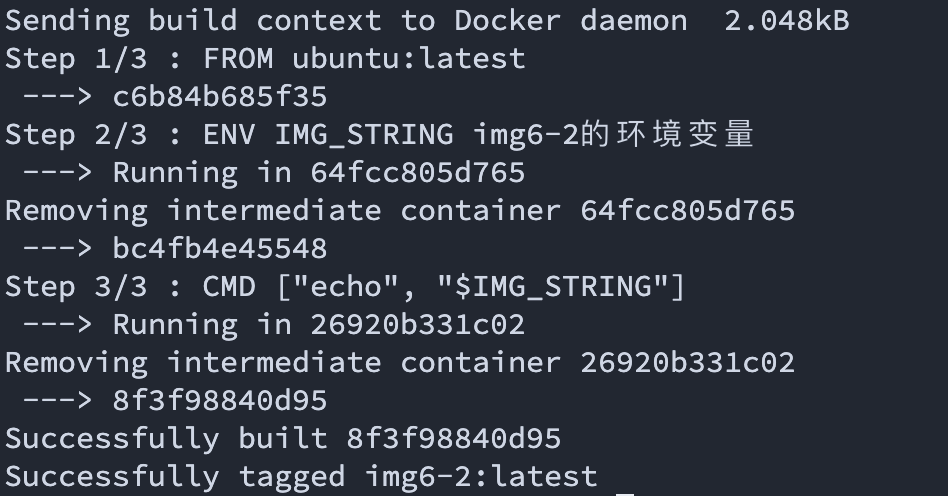 Sending build context to Docker daemon  2.048kB
Step 1/3 : FROM ubuntu:latest
 ---> c6b84b685f35
Step 2/3 : ENV IMG_STRING img6-2的环境变量
 ---> Running in 64fcc805d765
Removing intermediate container 64fcc805d765
 ---> bc4fb4e45548
Step 3/3 : CMD ["echo", "$IMG_STRING"]
 ---> Running in 26920b331c02
Removing intermediate container 26920b331c02
 ---> 8f3f98840d95
Successfully built 8f3f98840d95
Successfully tagged img6-2:latest